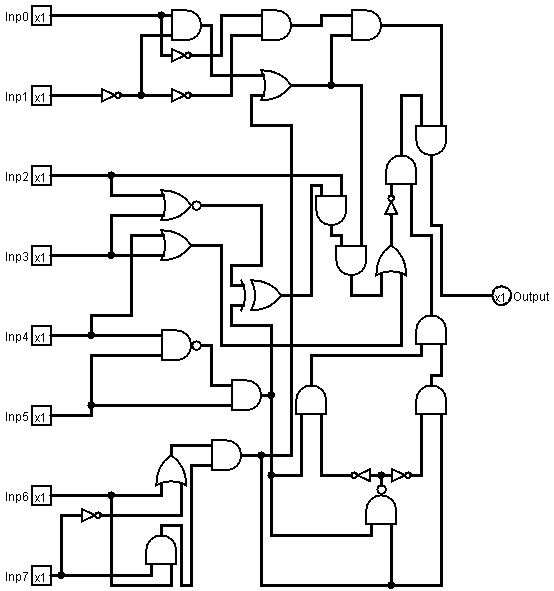 Inp0 x1
Inp1 x1
Inp2 x1
Inp3 x1
x1 Output
Inp4 x1
Inp5 x1
Inp6 x1
Inp7 x1